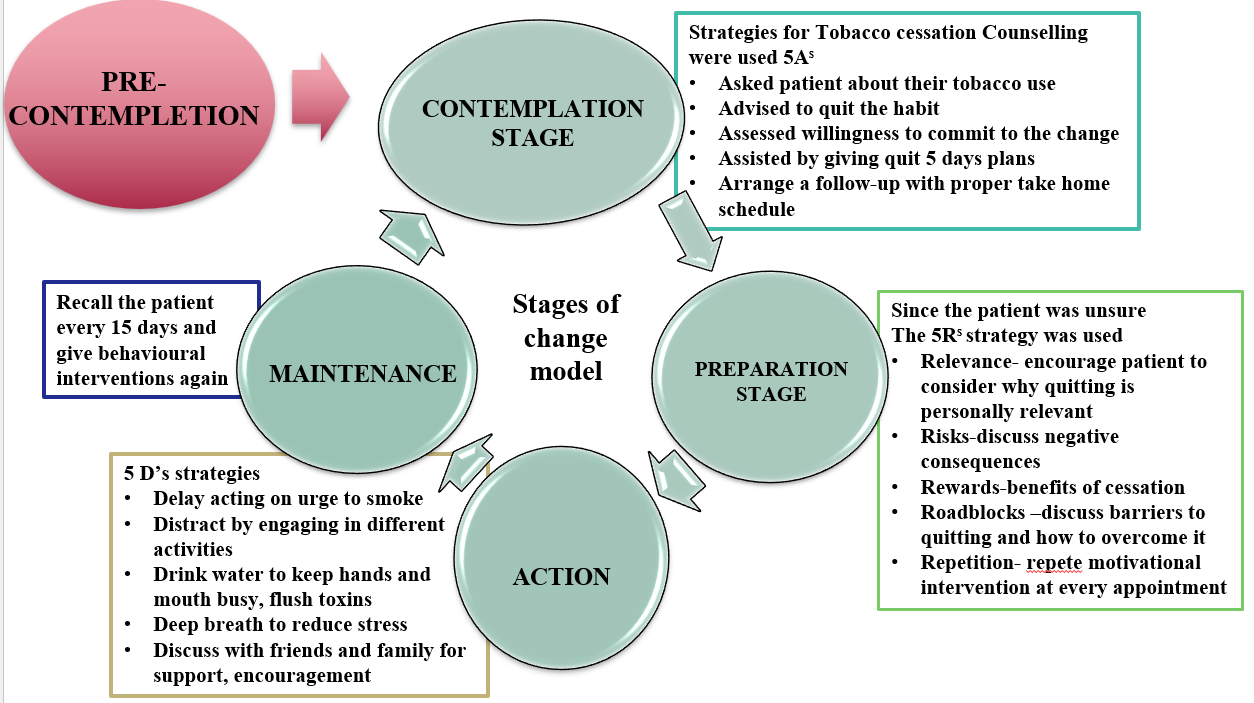 PRE-
CONTEMPLETION
CONTEMPLATION
STAGE
Strategies for Tobacco cessation Counselling
were used 5Aˢ
• Asked patient about their tobacco use
• Advised to quit the habit
• Assessed willingness to commit to the change
• Assisted by giving quit 5 days plans
• Arrange a follow-up with proper take home
schedule
Stages of
change
model
PREPARATION
STAGE
Since the patient was unsure
The 5Rˢ strategy was used
• Relevance- encourage patient to
consider why quitting is
personally relevant
• Risks-discuss negative
consequences
• Rewards-benefits of cessation
• Roadblocks –discuss barriers to
quitting and how to overcome it
• Repetition- repete motivational
intervention at every appointment
ACTION
5 D’s strategies
• Delay acting on urge to smoke
• Distract by engaging in different
activities
• Drink water to keep hands and
mouth busy, flush toxins
• Deep breath to reduce stress
• Discuss with friends and family for
support, encouragement
MAINTENANCE
Recall the patient
every 15 days and
give behavioural
interventions again